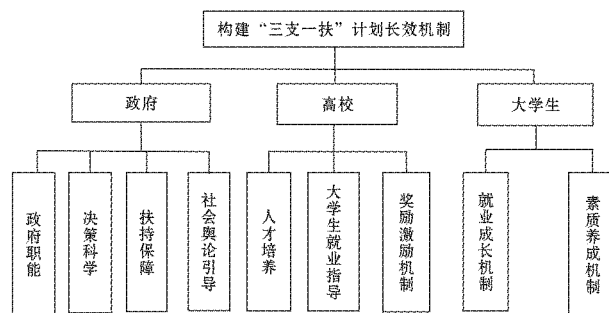 构建“三支一扶”计划长效机制
政府
高校
大学生
政府职能
决策科学
扶持保障
社会舆论引导
人才培养
大学生就业指导
奖励激励机制
就业成长机制
素质养成机制